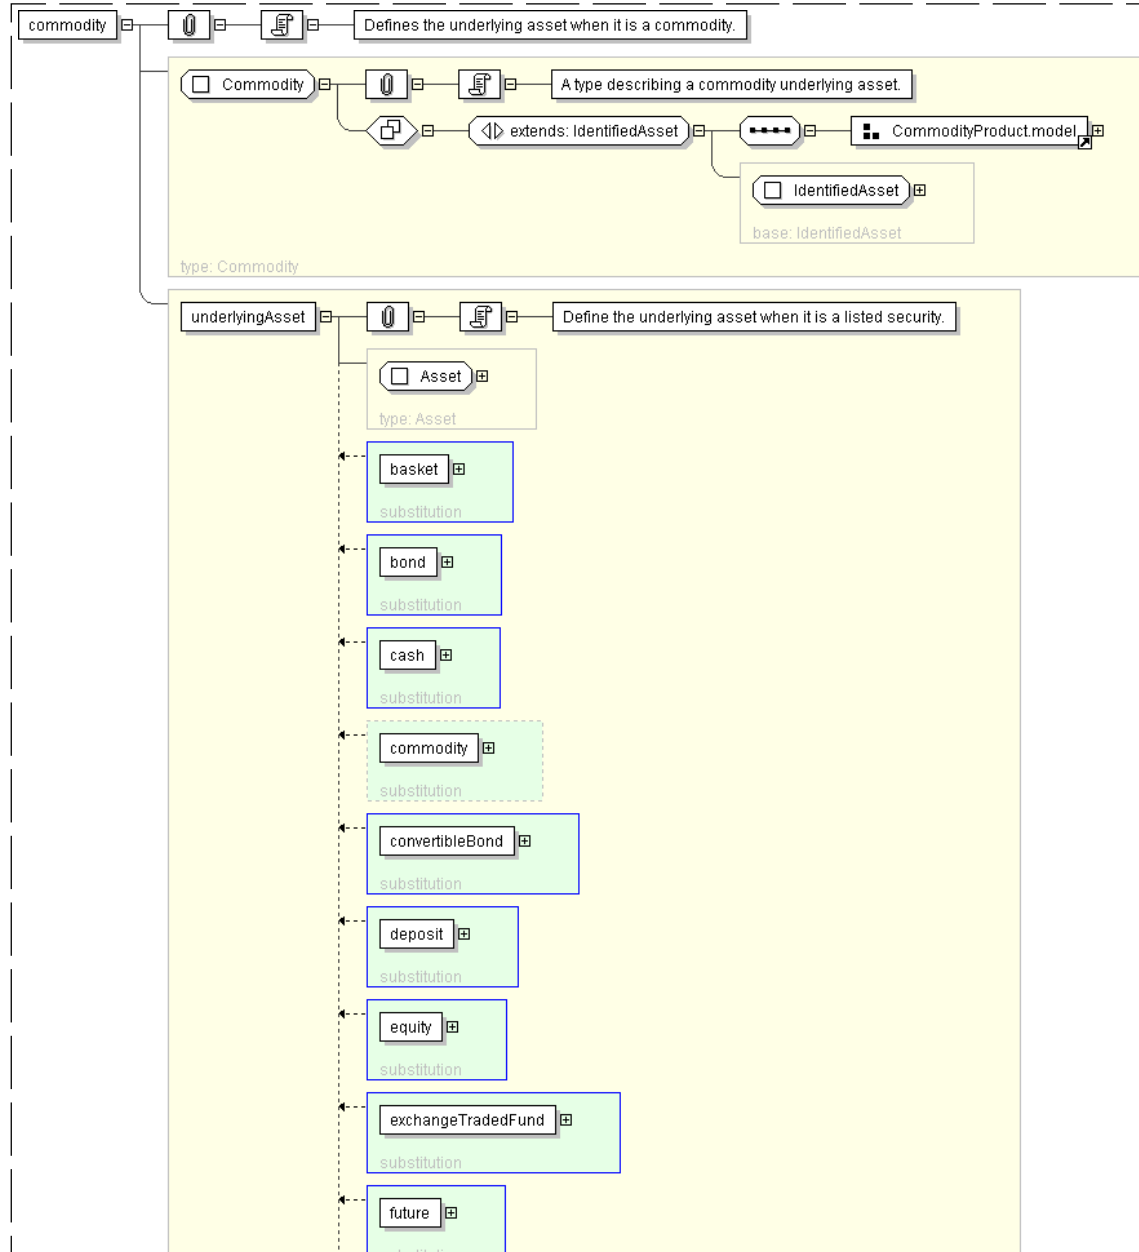 commodity
Defines the underlying asset when it is a commodity.
Commodity
A type describing a commodity underlying asset.
extends: IdentifiedAsset
CommodityProduct.model
IdentifiedAsset
base: IdentifiedAsset
type: Commodity
underlyingAsset
Define the underlying asset when it is a listed security.
Asset
type: Asset
basket
substitution
bond
substitution
cash
substitution
commodity
substitution
convertibleBond
substitution
deposit
substitution
equity
substitution
exchangeTradedFund
substitution
future